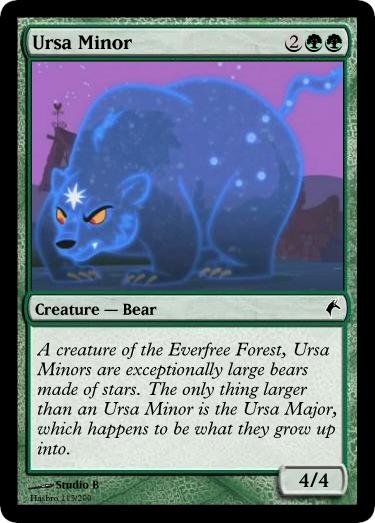 Ursa Minor 2
Creature — Bear
A creature of the Everfree Forest, Ursa
Minors are exceptionally large bears
made of stars. The only thing larger
than an Ursa Minor is the Ursa Major,
which happens to be what they grow up
into.
4/4
Studio B
Hasbro 113/200